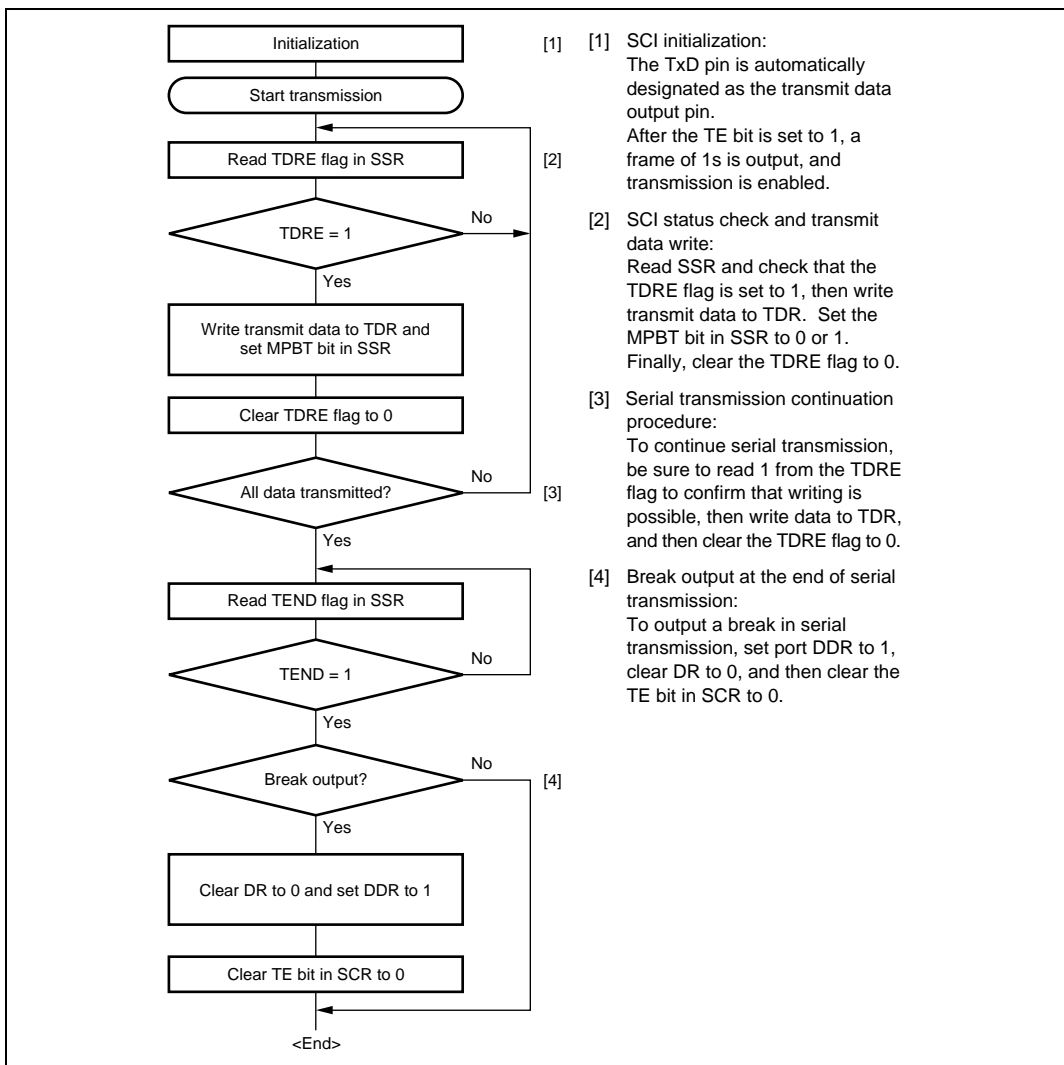 Initialization
[1]
Start transmission
Read TDRE flag in SSR
[2]
TDRE = 1
No
Yes
Write transmit data to TDR and
set MPBT bit in SSR
Clear TDRE flag to 0
All data transmitted?
No
[3]
Yes
Read TEND flag in SSR
TEND = 1
No
Yes
Break output?
No
[4]
Yes
Clear DR to 0 and set DDR to 1
Clear TE bit in SCR to 0
<End>
[1] SCI initialization:
The TxD pin is automatically
designated as the transmit data
output pin.
After the TE bit is set to 1, a
frame of 1s is output, and
transmission is enabled.
[2] SCI status check and transmit
data write:
Read SSR and check that the
TDRE flag is set to 1, then write
transmit data to TDR. Set the
MPBT bit in SSR to 0 or 1.
Finally, clear the TDRE flag to 0.
[3] Serial transmission continuation
procedure:
To continue serial transmission,
be sure to read 1 from the TDRE
flag to confirm that writing is
possible, then write data to TDR,
and then clear the TDRE flag to 0.
[4] Break output at the end of serial
transmission:
To output a break in serial
transmission, set port DDR to 1,
clear DR to 0, and then clear the
TE bit in SCR to 0.